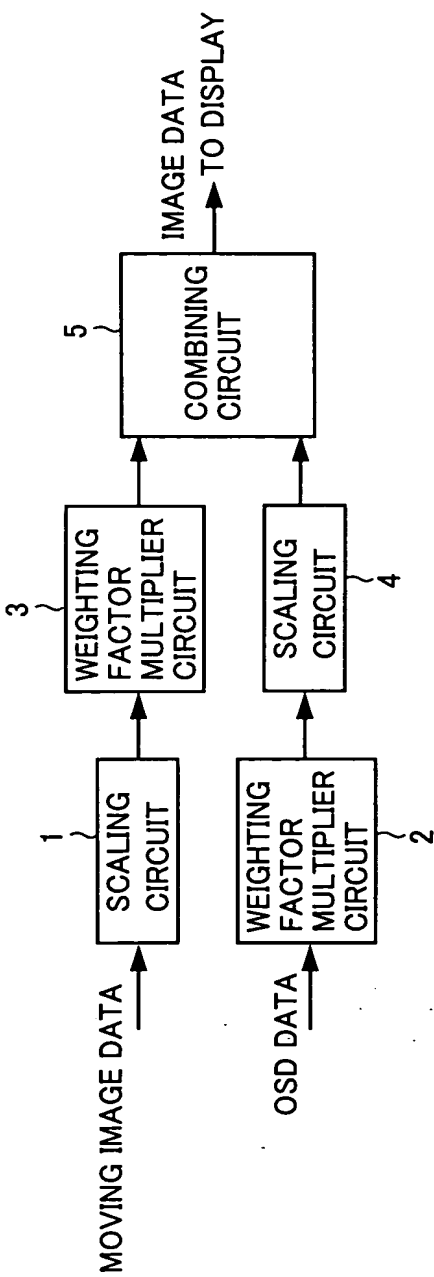 MOVING IMAGE DATA
1
SCALING
CIRCUIT
3
WEIGHTING
FACTOR
MULTIPLIER
CIRCUIT
5
COMBINING
CIRCUIT
IMAGE DATA
TO DISPLAY
OSD DATA
WEIGHTING
FACTOR
MULTIPLIER
CIRCUIT
2
SCALING
CIRCUIT
4